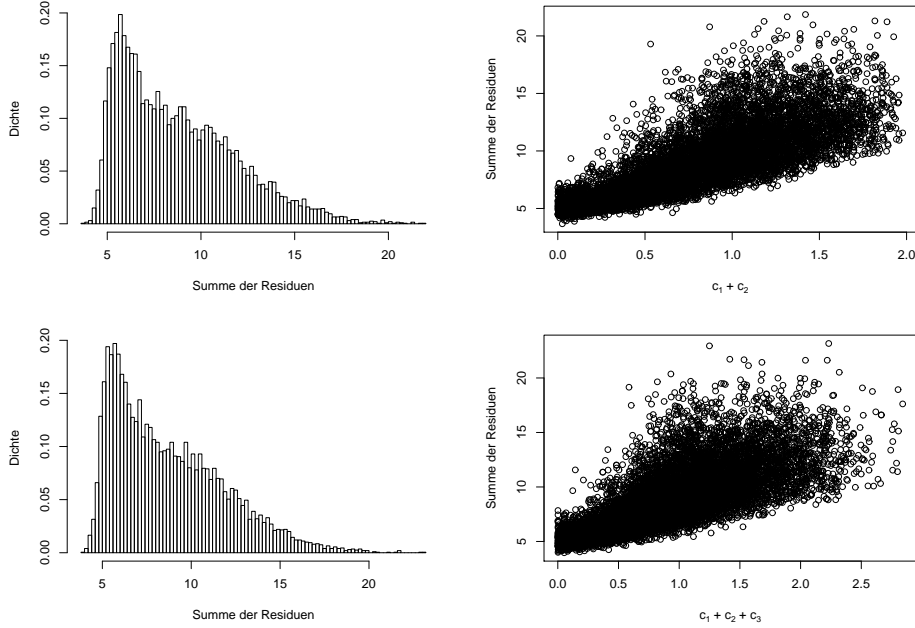 Dichte
0.00 0.05 0.10 0.15 0.20
5 10 15 20
Summe der Residuen
Summe der Residuen
5 10 15 20
0.0 0.5 1.0 1.5 2.0
c₁ + c₂
Dichte
0.00 0.05 0.10 0.15 0.20
5 10 15 20
Summe der Residuen
Summe der Residuen
5 10 15 20
0.0 0.5 1.0 1.5 2.0 2.5
c₁ + c₂ + c₃